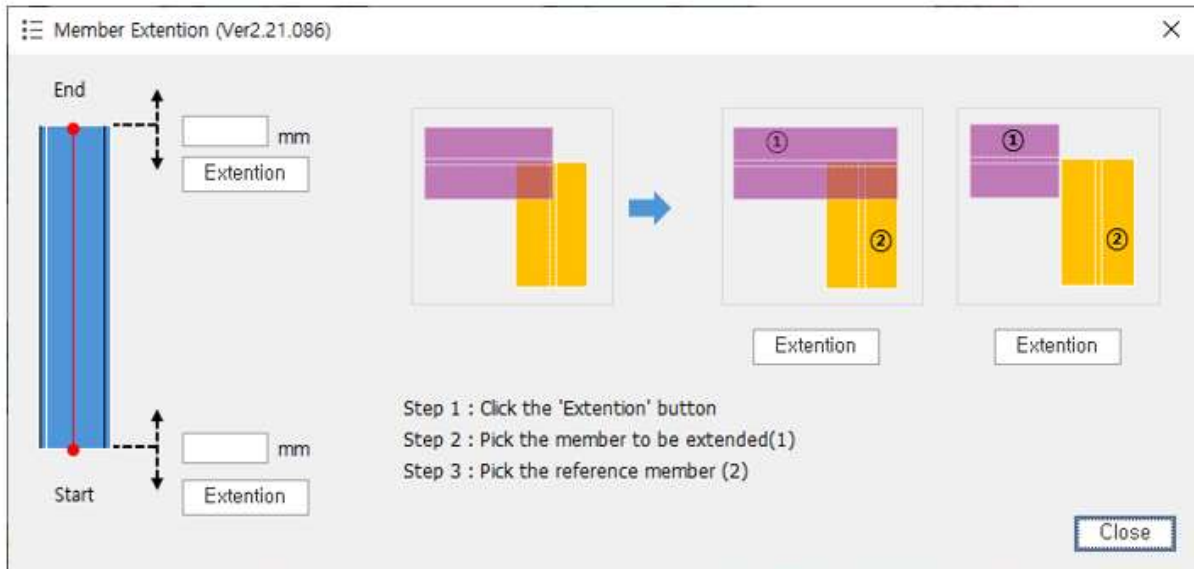 Member Extention (Ver2.21.086)
End
mm
Extention
mm
Extention
Start
①
②
①
②
Extention
Extention
Step 1 : Click the 'Extention' button
Step 2 : Pick the member to be extended(1)
Step 3 : Pick the reference member (2)
Close